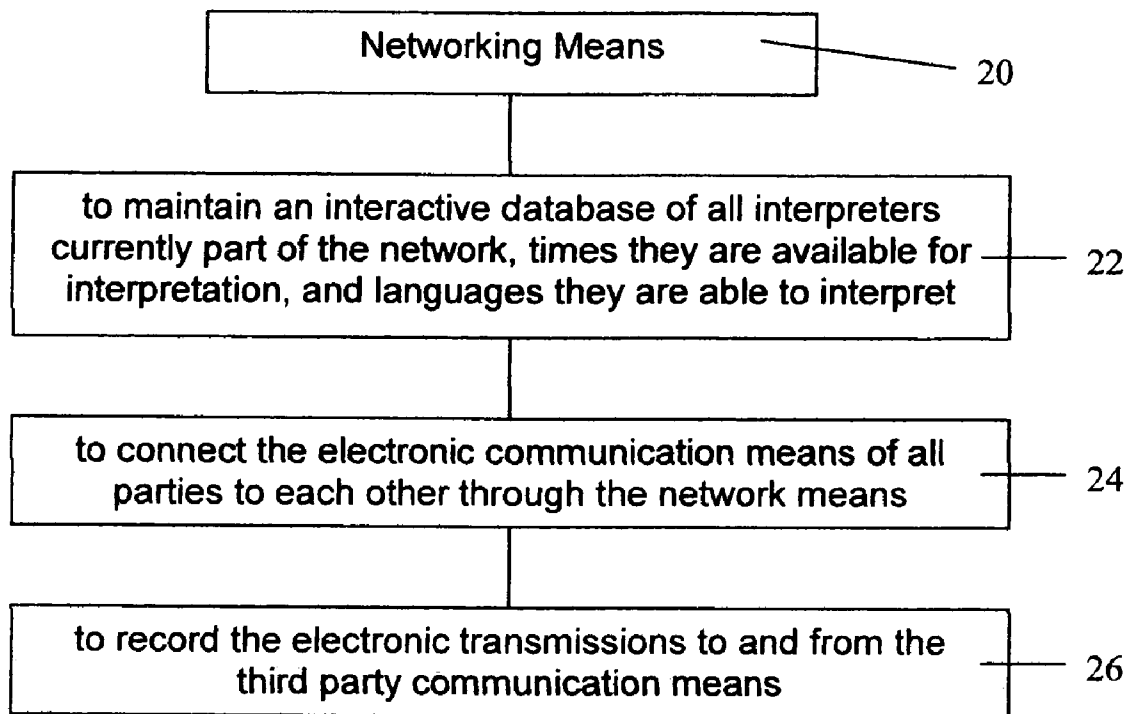 Networking Means
20
to maintain an interactive database of all interpreters
currently part of the network, times they are available for
interpretation, and languages they are able to interpret
22
to connect the electronic communication means of all
parties to each other through the network means
24
to record the electronic transmissions to and from the
third party communication means
26